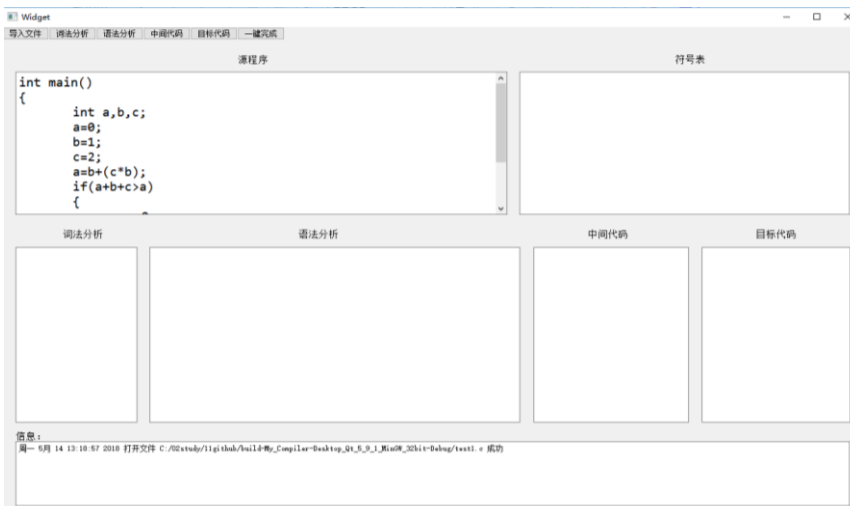 Widget
导入文件 词法分析 语法分析 中间代码 目标代码 一键完成
源程序 符号表
int main()
{
int a,b,c;
a=0;
b=1;
c=2;
a=b+(c*b);
if(a+b+c>a)
{
词法分析 语法分析 中间代码 目标代码
信息:
周一 5月 14 13:18:57 2018 打开文件 C:/02study/11github/build-My_Compiler-Desktop_Qt_5_9_1_MinGW_32bit-Debug/test1.c 成功